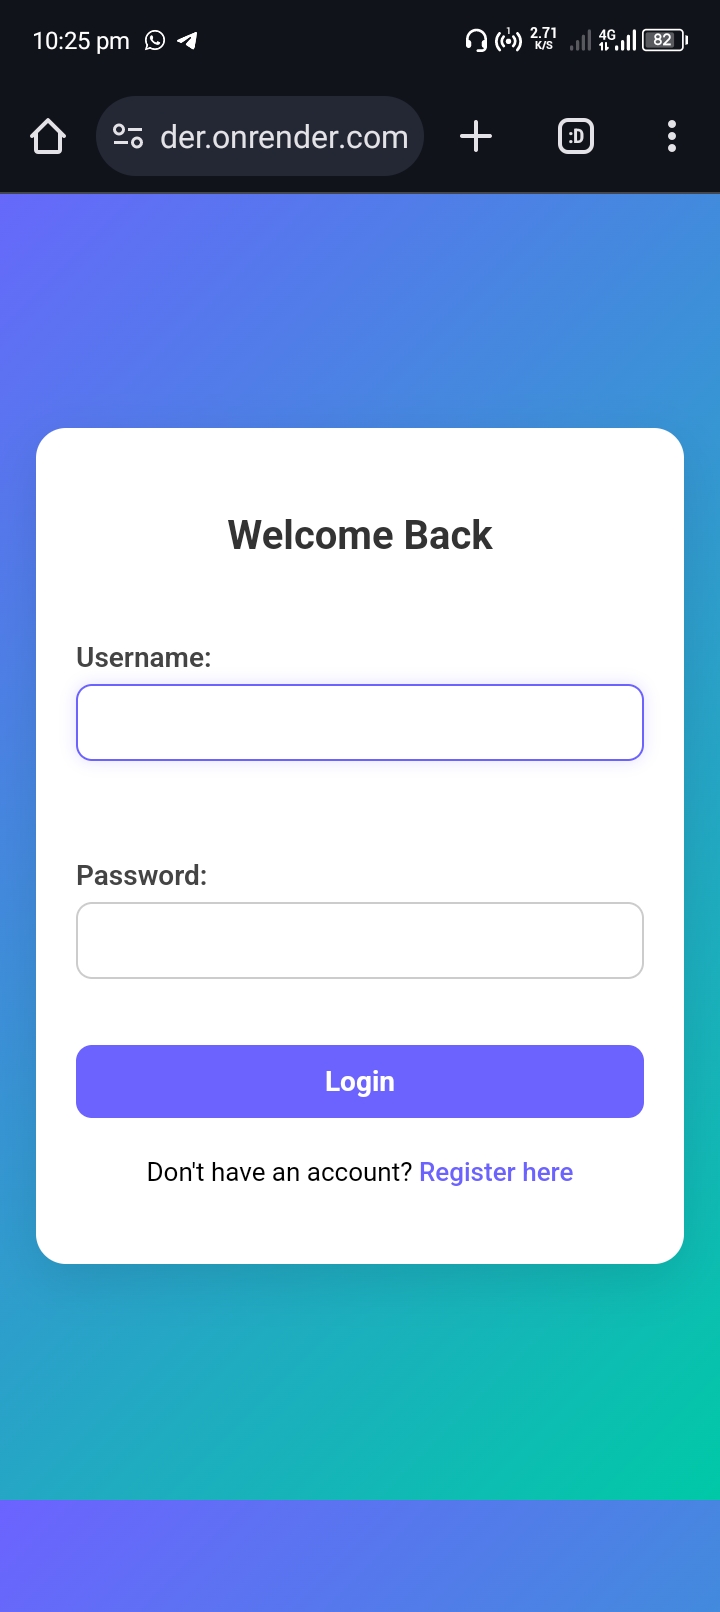 10:25 pm
1
2.71
K/S
4G
82
der.onrender.com
:D
Welcome Back
Username:
Password:
Login
Don't have an account? Register here